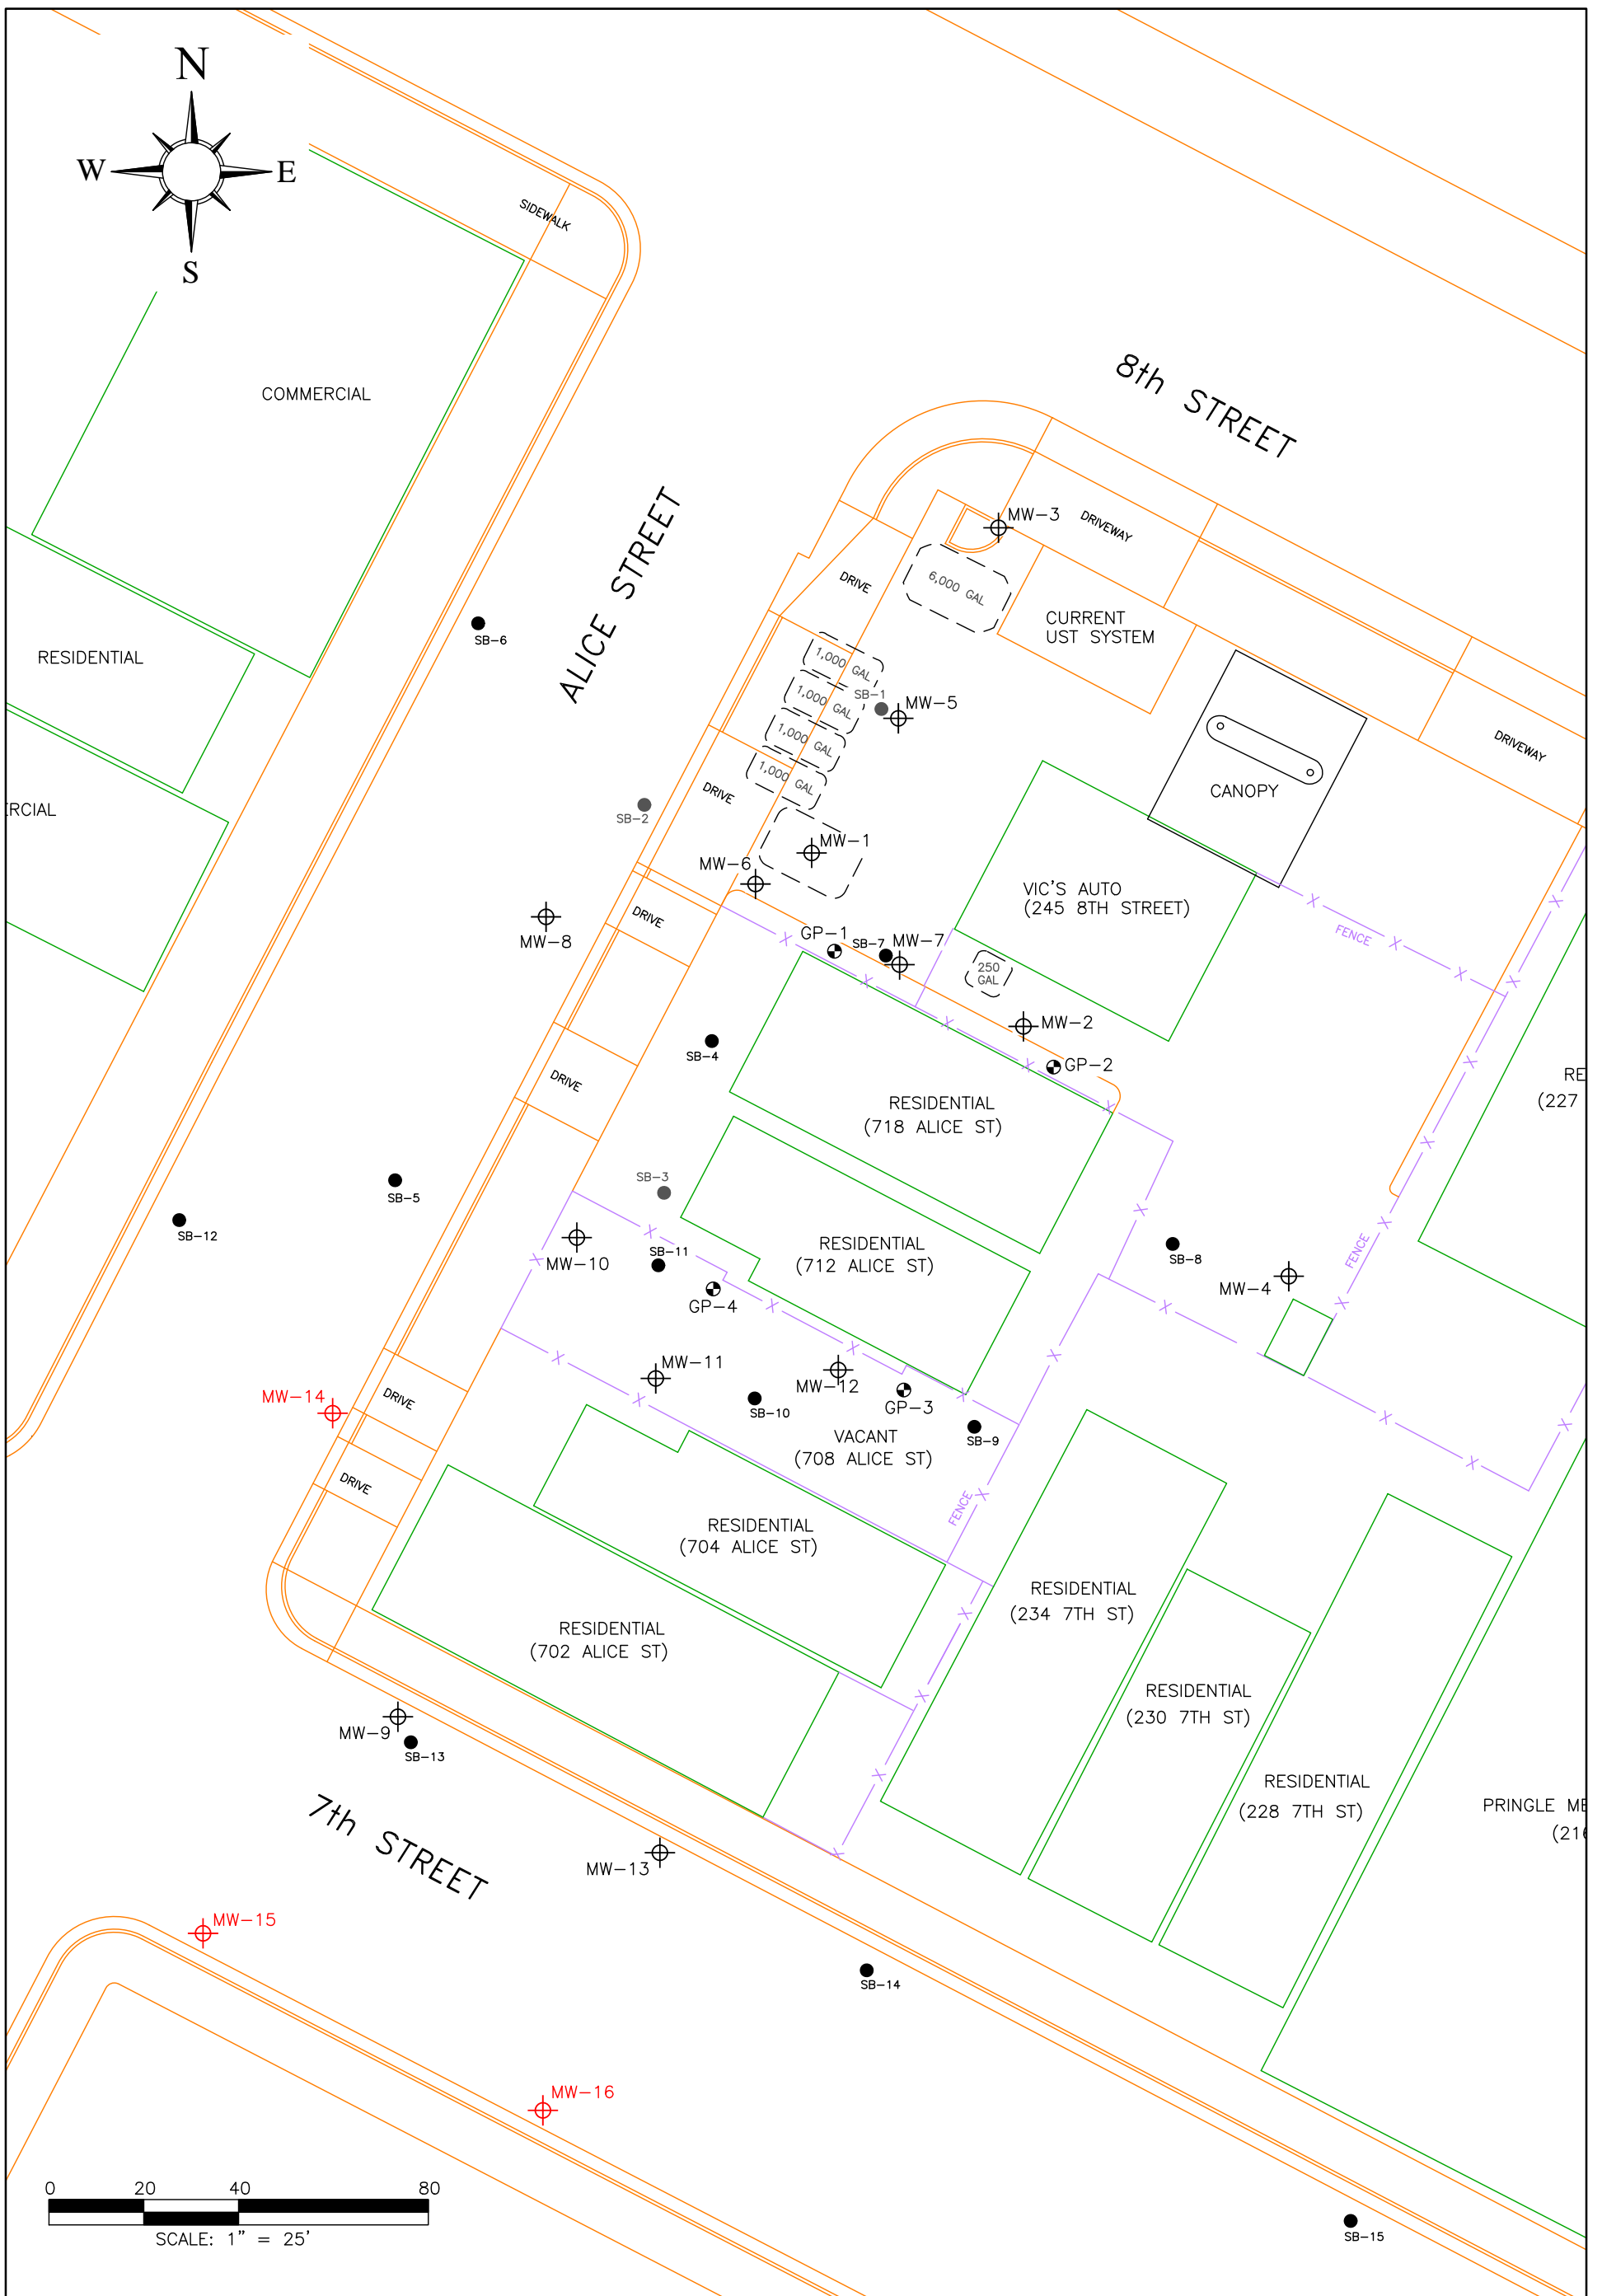 N
W
E
S
SIDEWALK
COMMERCIAL
8th STREET
ALICE STREET
MW-3
DRIVEWAY
DRIVE
6,000 GAL
CURRENT
UST SYSTEM
SB-6
RESIDENTIAL
1,000 GAL
1,000 GAL
1,000 GAL
1,000 GAL
SB-1
MW-5
DRIVEWAY
CANOPY
DRIVE
SB-2
ERCIAL
MW-1
MW-6
VIC'S AUTO
(245 8TH STREET)
FENCE
DRIVE
MW-8
GP-1
SB-7
MW-7
250
GAL
MW-2
SB-4
GP-2
DRIVE
RESIDENTIAL
(718 ALICE ST)
RE
(227
SB-3
SB-5
SB-12
MW-10
SB-11
GP-4
RESIDENTIAL
(712 ALICE ST)
SB-8
MW-4
FENCE
MW-11
MW-12
MW-14
DRIVE
SB-10
GP-3
SB-9
VACANT
(708 ALICE ST)
DRIVE
FENCE
RESIDENTIAL
(704 ALICE ST)
RESIDENTIAL
(234 7TH ST)
RESIDENTIAL
(702 ALICE ST)
RESIDENTIAL
(230 7TH ST)
MW-9
SB-13
RESIDENTIAL
(228 7TH ST)
PRINGLE ME
(216
7th STREET
MW-13
MW-15
SB-14
MW-16
0 20 40 80
SCALE: 1" = 25'
SB-15